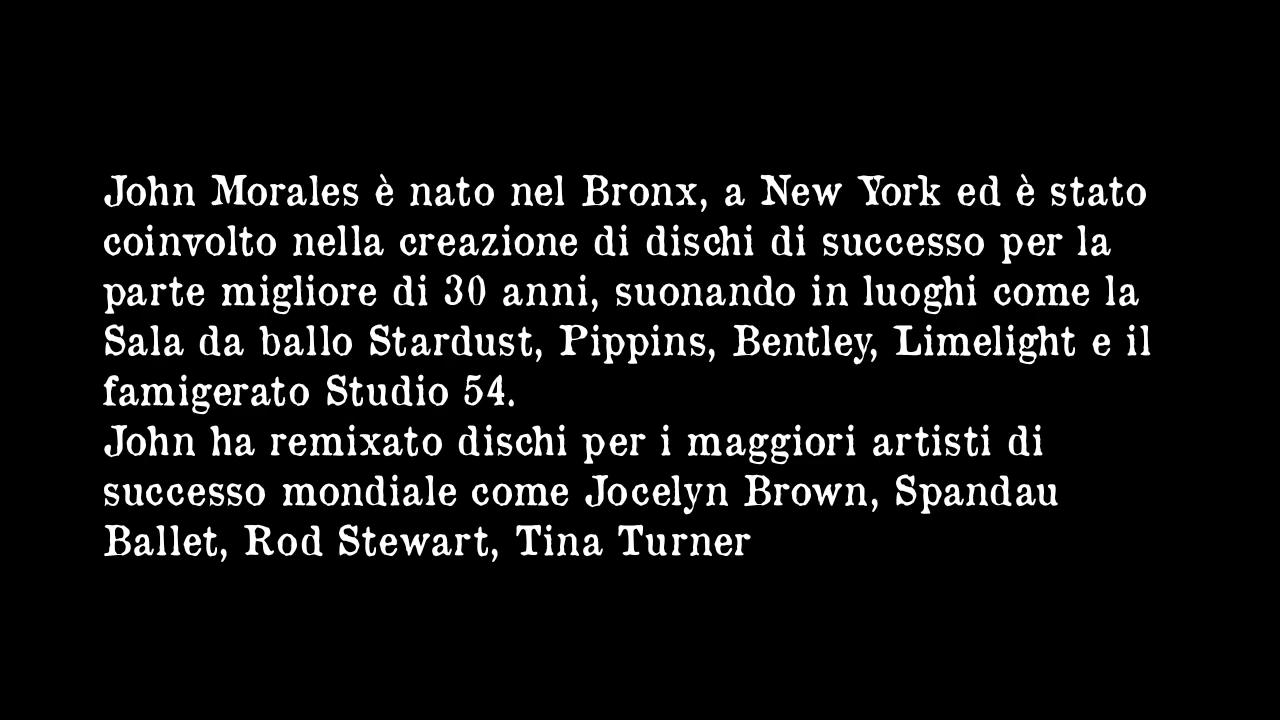 John Morales è nato nel Bronx, a New York ed è stato
coinvolto nella creazione di dischi di successo per la
parte migliore di 30 anni, suonando in luoghi come la
Sala da ballo Stardust, Pippins, Bentley, Limelight e il
famigerato Studio 54.
John ha remixato dischi per i maggiori artisti di
successo mondiale come Jocelyn Brown, Spandau
Ballet, Rod Stewart, Tina Turner